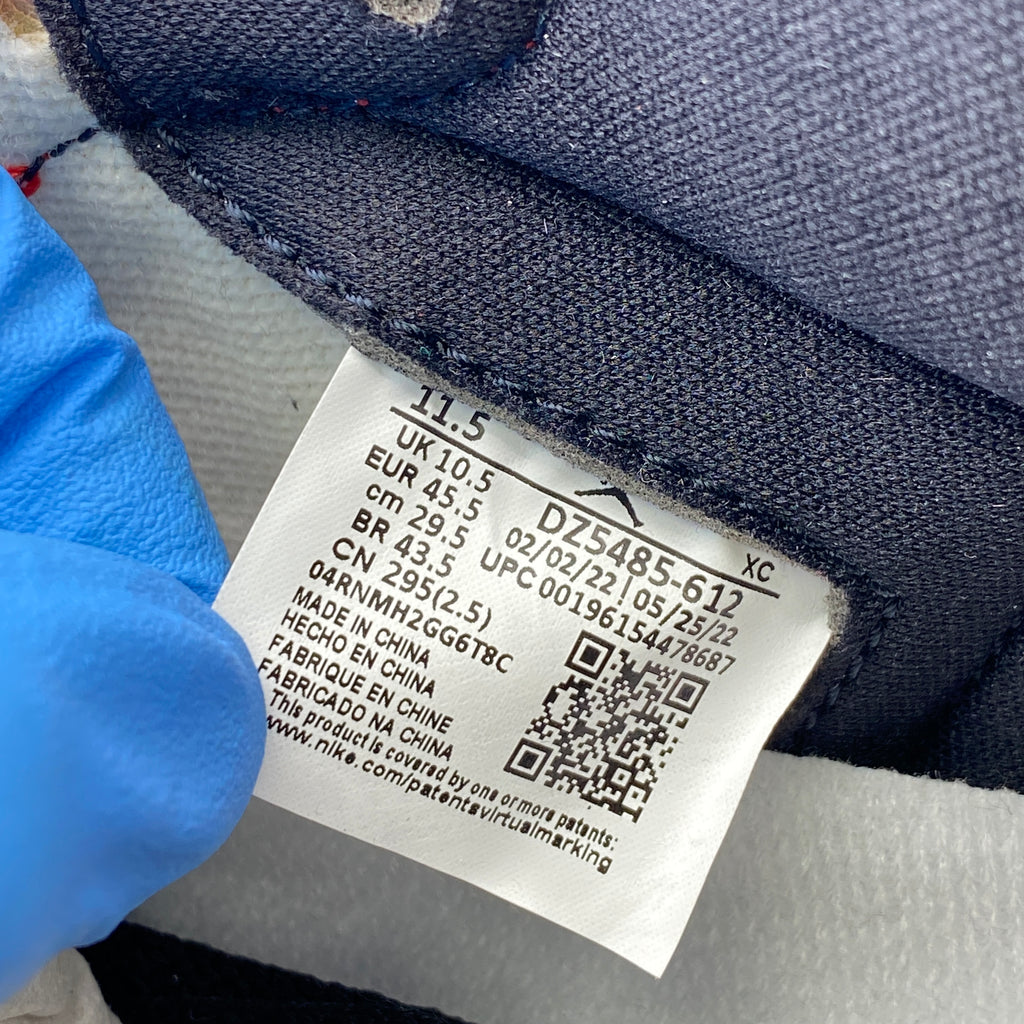 11.5
UK 10.5
EUR 45.5
cm 29.5
BR 43.5
CN 295(2.5)
04RNMH2GG6T8C
XC
DZ5485-612
02/02/22 | 05/25/22
UPC 00196154478687
MADE IN CHINA
HECHO EN CHINA
FABRIQUE EN CHINE
FABRICADO NA CHINA
This product is covered by one or more patents:
www.nike.com/patentsvirtualmarking